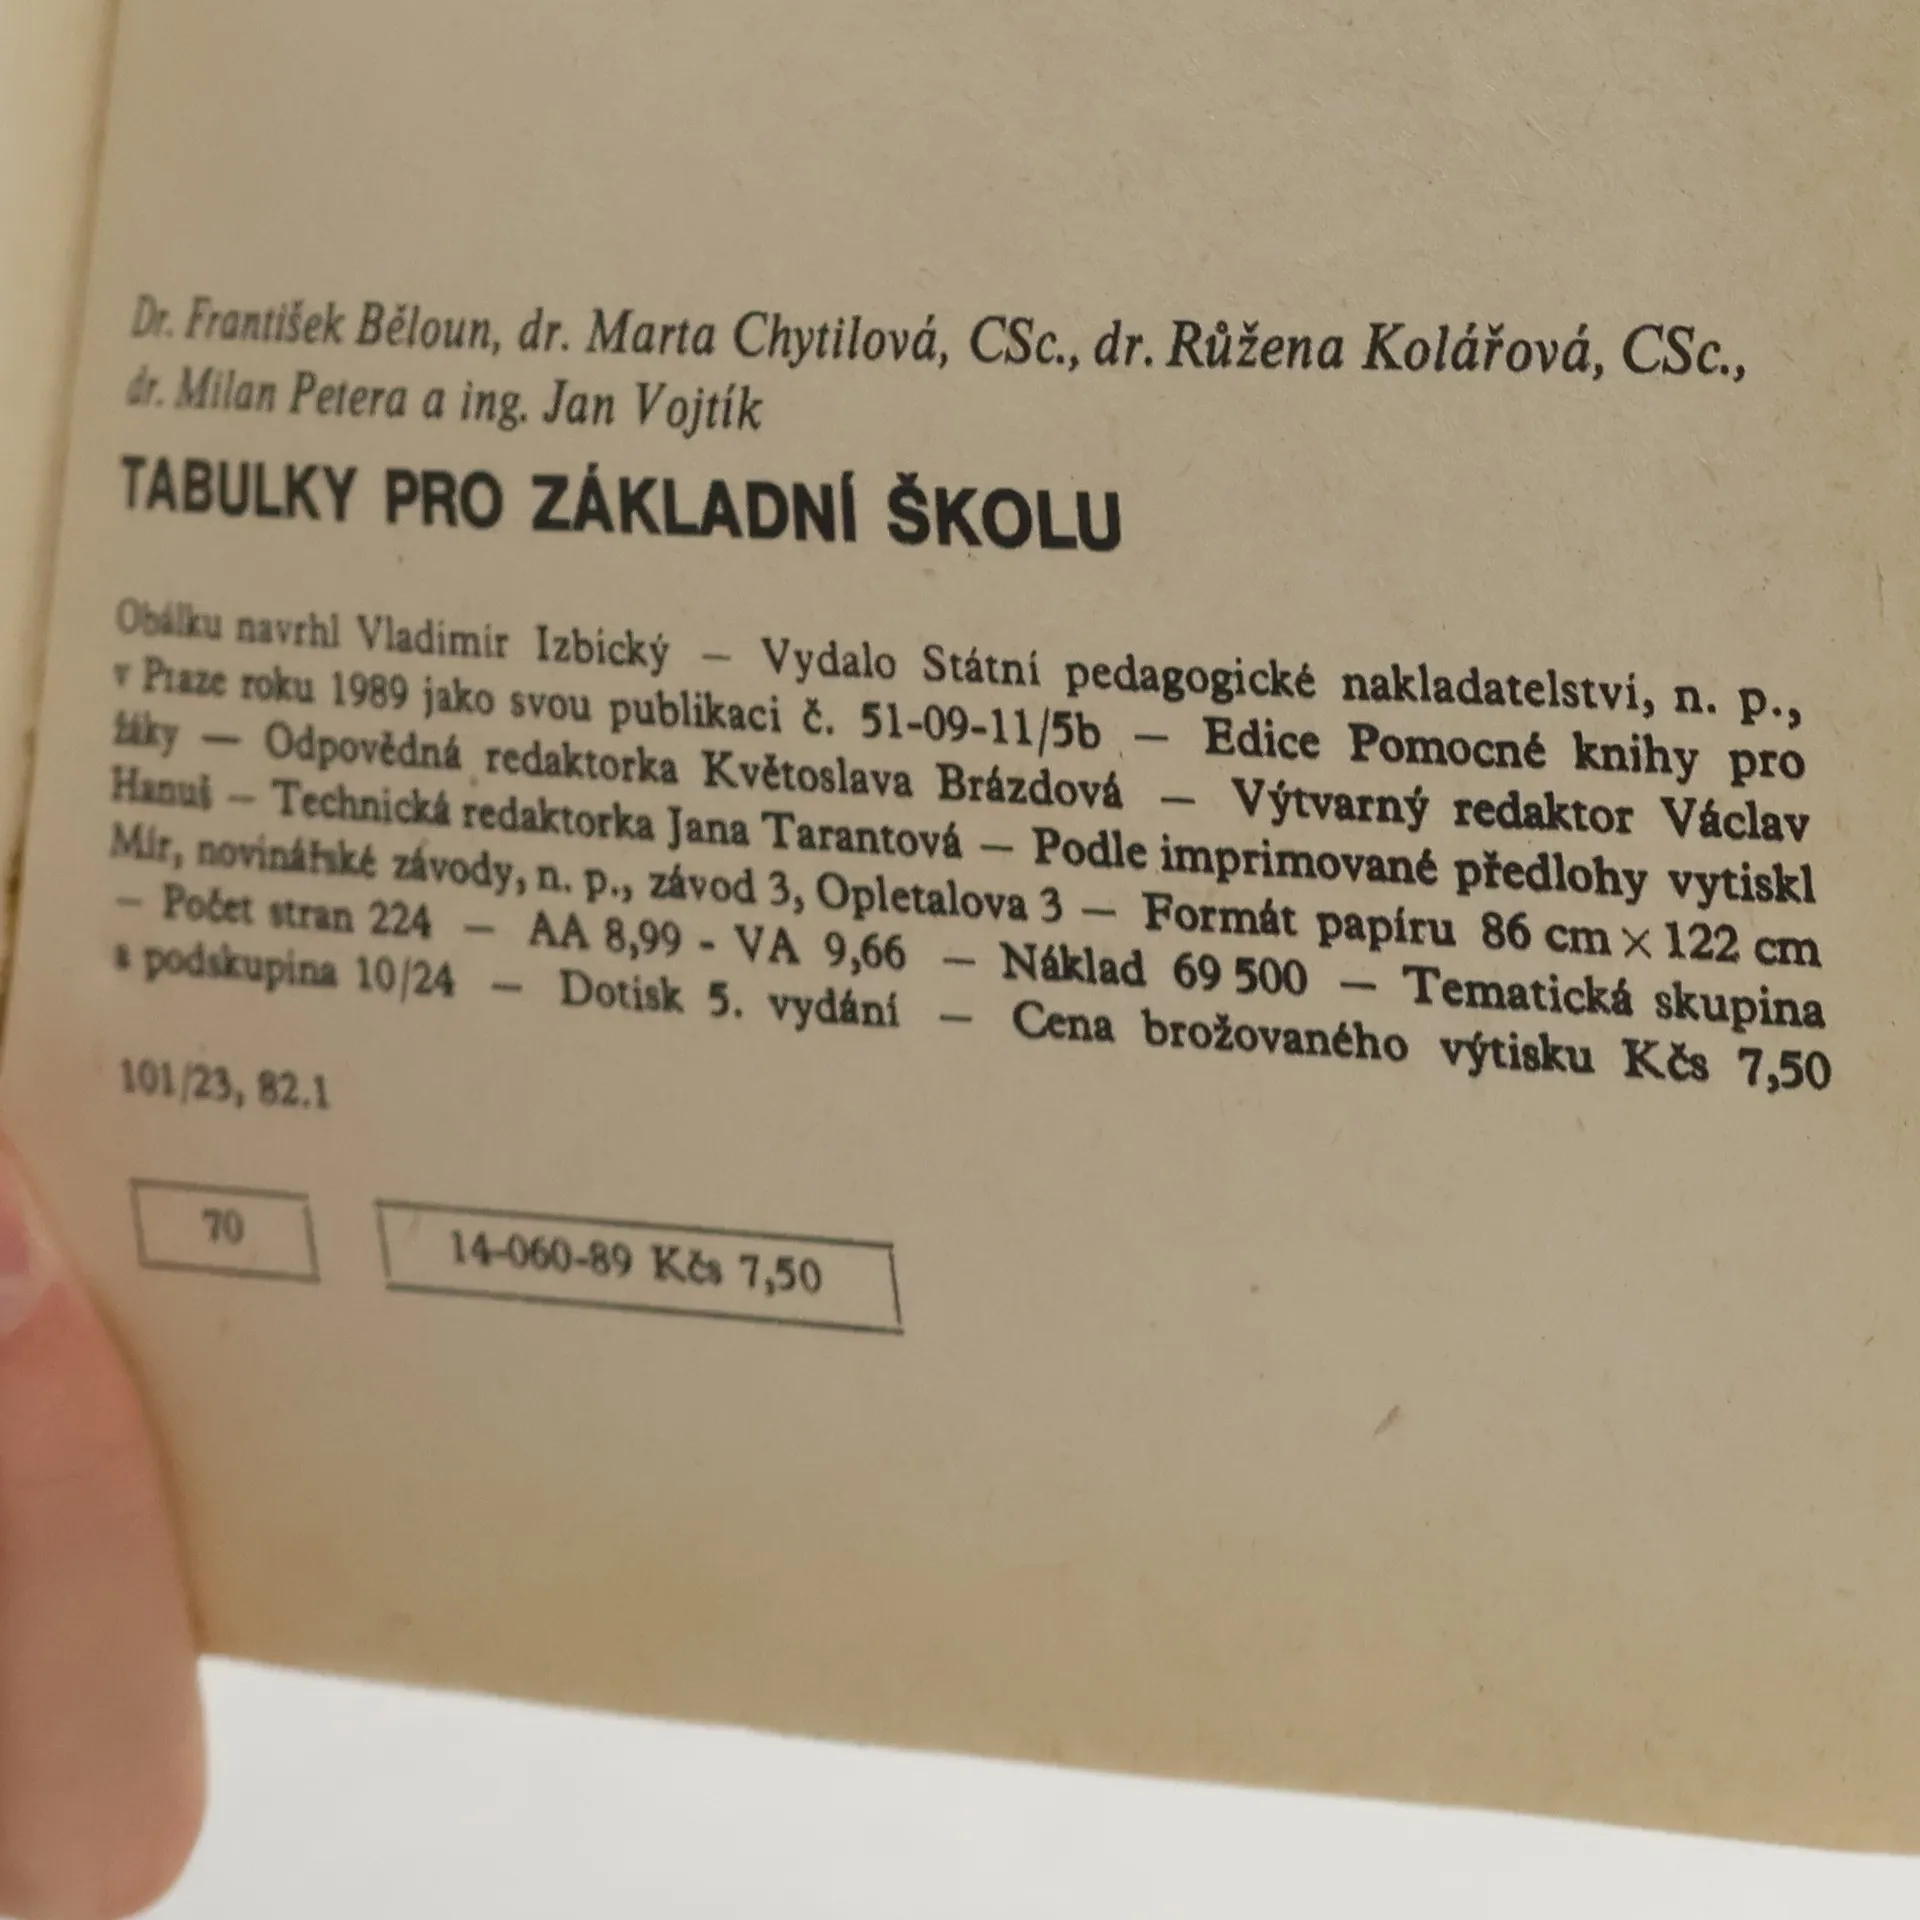 Dr. František Běloun, dr. Marta Chytilová, CSc., dr. Růžena Kolářová, CSc.,
dr. Milan Petera a ing. Jan Vojtík
TABULKY PRO ZÁKLADNÍ ŠKOLU
Obálku navrhl Vladimír Izbický — Vydalo Státní pedagogické nakladatelství, n. p.,
v Praze roku 1989 jako svou publikaci č. 51-09-11/5b — Edice Pomocné knihy pro
žáky — Odpovědná redaktorka Květoslava Brázdová — Výtvarný redaktor Václav
Hanuš — Technická redaktorka Jana Tarantová — Podle imprimované předlohy vytiskl
Mír, novinářské závody, n. p., závod 3, Opletalova 3 — Formát papíru 86 cm × 122 cm
— Počet stran 224 — AA 8,99 - VA 9,66 — Náklad 69 500 — Tematická skupina
a podskupina 10/24 — Dotisk 5. vydání — Cena brožovaného výtisku Kčs 7,50
101/23, 82.1
70 14-060-89 Kčs 7,50